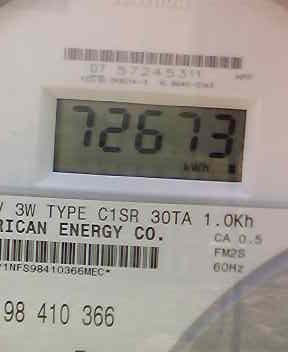 07 57245311
72673
kWh
V 3W TYPE C1SR 30TA 1.0Kh
RICAN ENERGY CO.
CA 0.5
FM2S
60Hz
*1NFS98410366MEC*
98 410 366